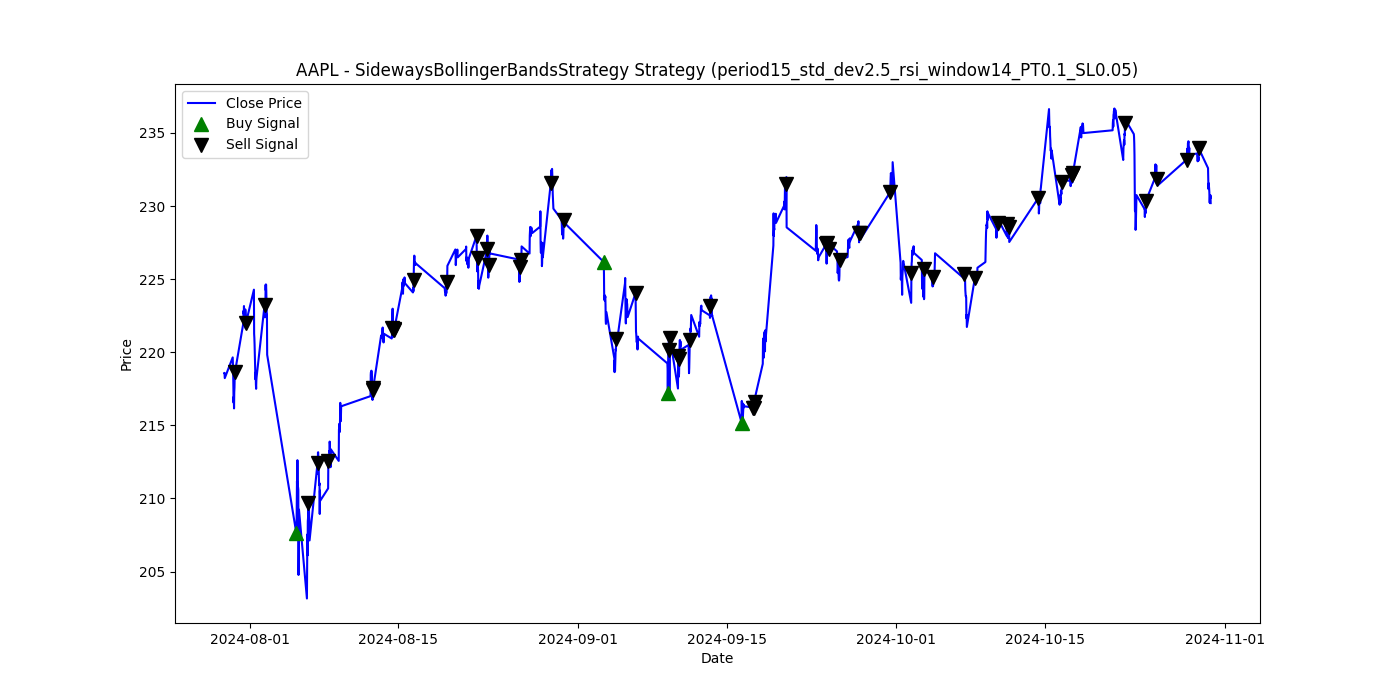 AAPL - SidewaysBollingerBandsStrategy Strategy (period15_std_dev2.5_rsi_window14_PT0.1_SL0.05)
Close Price
Buy Signal
Sell Signal
Price
235
230
225
220
215
210
205
2024-08-01
2024-08-15
2024-09-01
2024-09-15
2024-10-01
2024-10-15
2024-11-01
Date